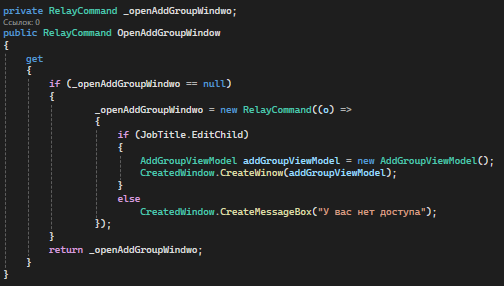 private RelayCommand _openAddGroupWindwo;
Ссылок: 0
public RelayCommand OpenAddGroupWindow
{
get
{
if (_openAddGroupWindwo == null)
{
_openAddGroupWindwo = new RelayCommand((o) =>
{
if (JobTitle.EditChild)
{
AddGroupViewModel addGroupViewModel = new AddGroupViewModel();
CreatedWindow.CreateWinow(addGroupViewModel);
}
else
CreatedWindow.CreateMessageBox("У вас нет доступа");
});
}
return _openAddGroupWindwo;
}
}